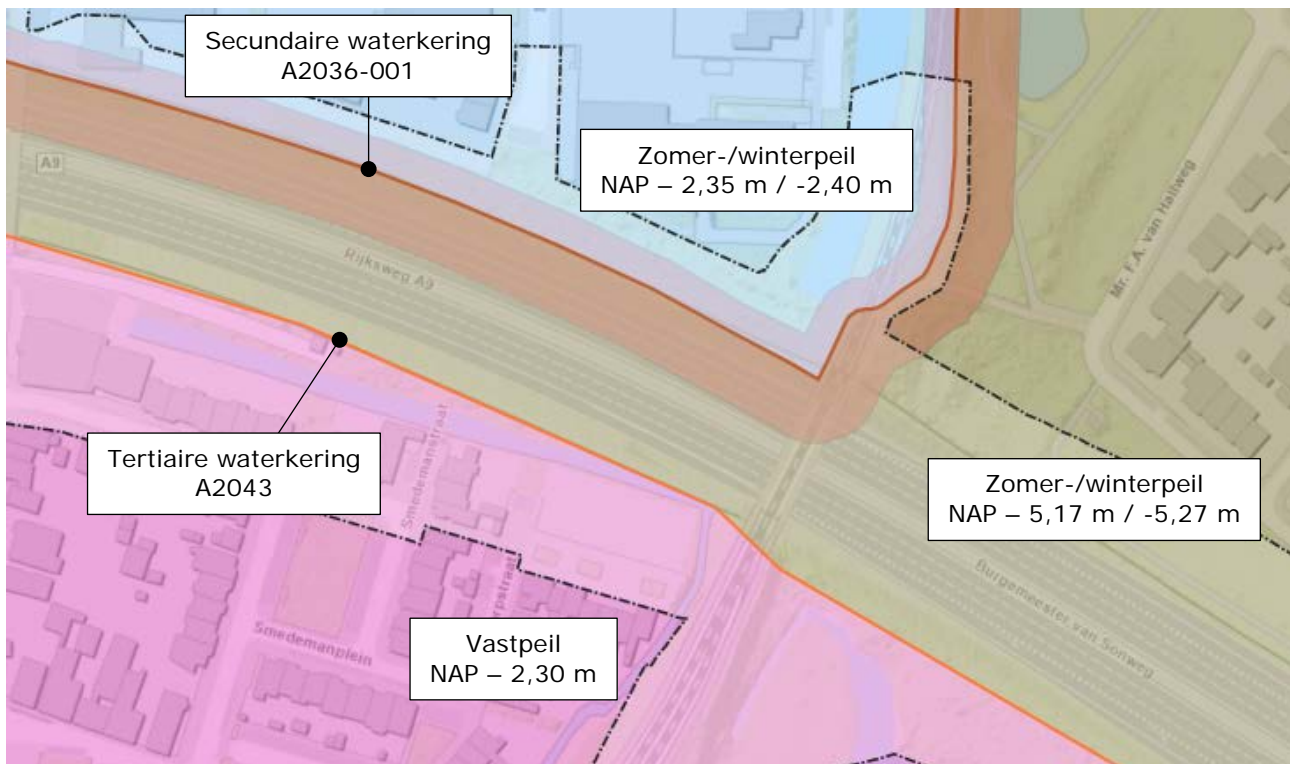 Secundaire waterkering
A2036-001
Zomer-/winterpeil
NAP – 2,35 m / -2,40 m
A9
Rijksweg A9
Mr. F.A. van Hallweg
Tertiaire waterkering
A2043
Smedemanstraat
Zomer-/winterpeil
NAP – 5,17 m / -5,27 m
Burgemeester van Sonweg
Smedemanplein
Vastpeil
NAP – 2,30 m